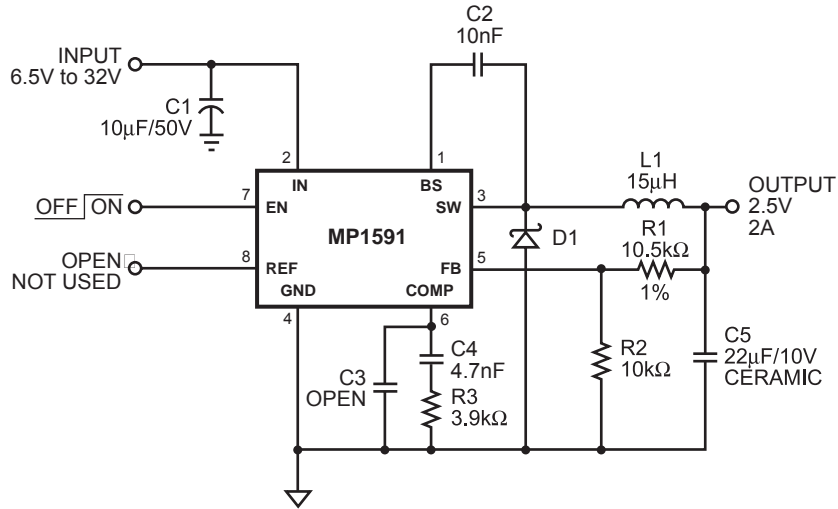 C2
10nF
INPUT
6.5V to 32V
C1
10µF/50V
2
1
IN
BS
L1
15µH
OFF ON
7
EN
SW
3
OUTPUT
2.5V
2A
MP1591
D1
R1
10.5kΩ
1%
OPEN
NOT USED
8
REF
FB
5
GND
COMP
4
6
C3
OPEN
C4
4.7nF
R3
3.9kΩ
R2
10kΩ
C5
22µF/10V
CERAMIC